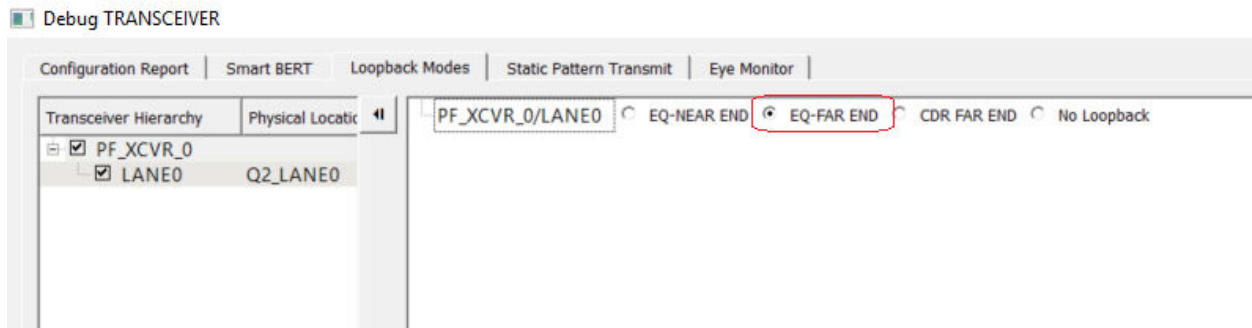 Debug TRANSCEIVER
Configuration Report Smart BERT Loopback Modes Static Pattern Transmit Eye Monitor
Transceiver Hierarchy Physical Locatic PF_XCVR_0/LANE0 EQ-NEAR END EQ-FAR END CDR FAR END No Loopback
PF_XCVR_0
LANE0 Q2_LANE0